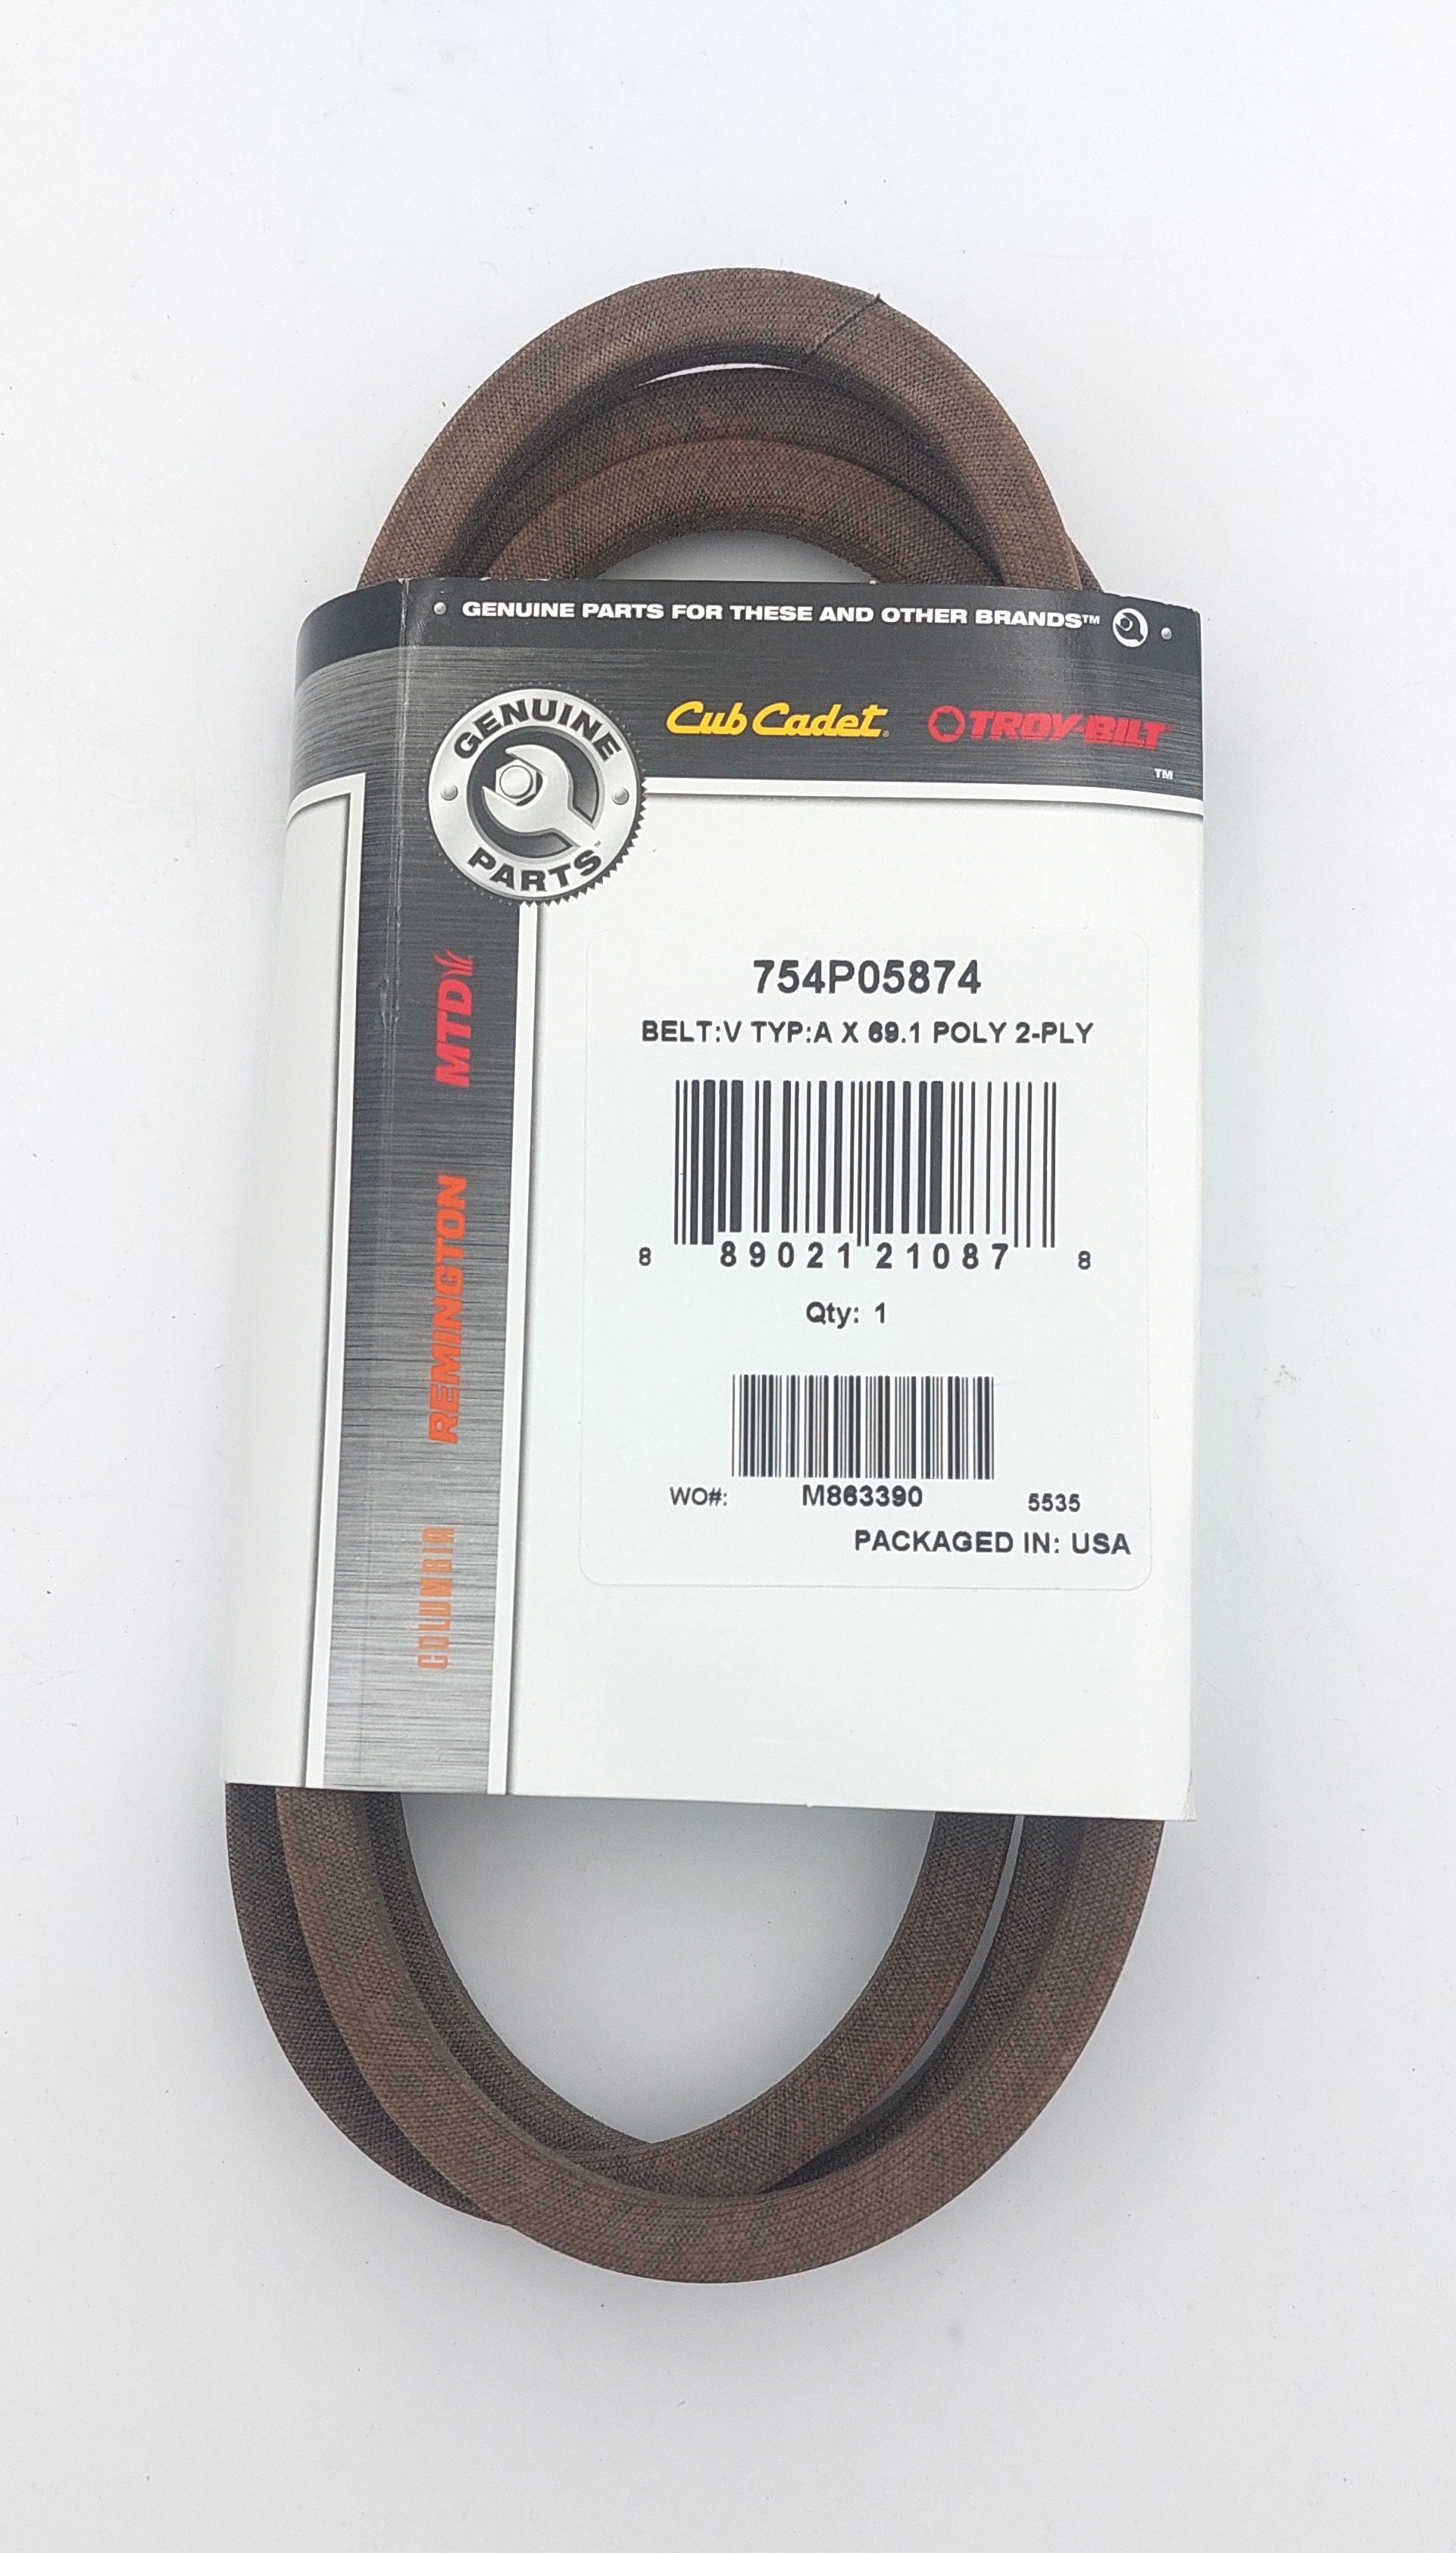 GENUINE PARTS FOR THESE AND OTHER BRANDS™
GENUINE
PARTS™
Cub Cadet®
TROY-BILT
™
MTD
REMINGTON
COLUMBIA
754P05874
BELT:V TYP:A X 69.1 POLY 2-PLY
8 89021 21087 8
Qty: 1
WO#: M863390 5535
PACKAGED IN: USA